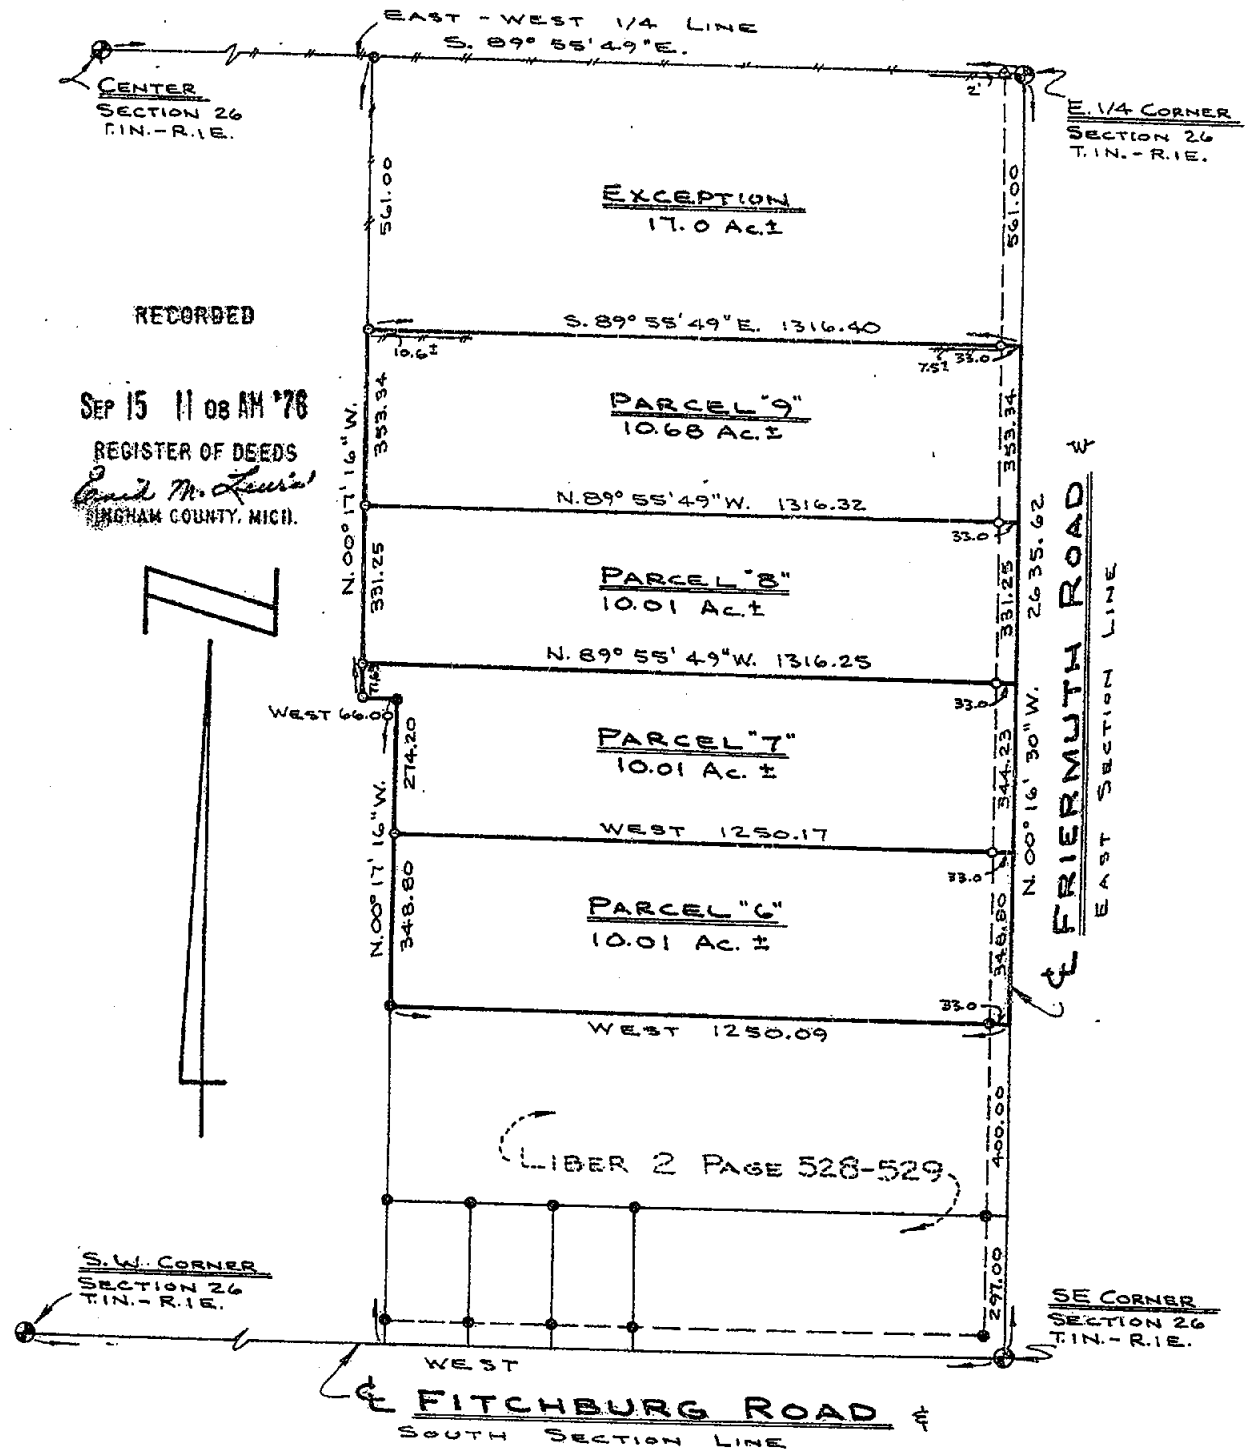 EAST - WEST 1/4 LINE
S. 89° 55' 49" E.
CENTER
SECTION 26
T.1N.-R.1E.
2'
E. 1/4 CORNER
SECTION 26
T.1N.-R.1E.
561.00
561.00
EXCEPTION
17.0 Ac.±
RECORDED
SEP 15 11 08 AM '76
REGISTER OF DEEDS
INGHAM COUNTY, MICH.
S. 89° 55' 49" E. 1316.40
10.6±
7.5±
33.0
353.34
353.34
PARCEL "9"
10.68 Ac.±
N. 00° 17' 16" W.
N. 89° 55' 49" W. 1316.32
33.0
331.25
331.25
2635.62
PARCEL "8"
10.01 Ac.±
N. 89° 55' 49" W. 1316.25
33.0
WEST 66.00
274.20
344.23
PARCEL "7"
10.01 Ac. ±
N. 00° 16' 30" W.
℄ FRIERMUTH ROAD &
EAST SECTION LINE
N. 00° 17' 16" W.
WEST 1250.17
33.0
348.80
348.80
PARCEL "6"
10.01 Ac. ±
33.0
WEST 1250.09
400.00
LIBER 2 PAGE 528-529
297.00
S.W. CORNER
SECTION 26
T.1N.-R.1E.
SE CORNER
SECTION 26
T.1N.-R.1E.
WEST
℄ FITCHBURG ROAD &
SOUTH SECTION LINE